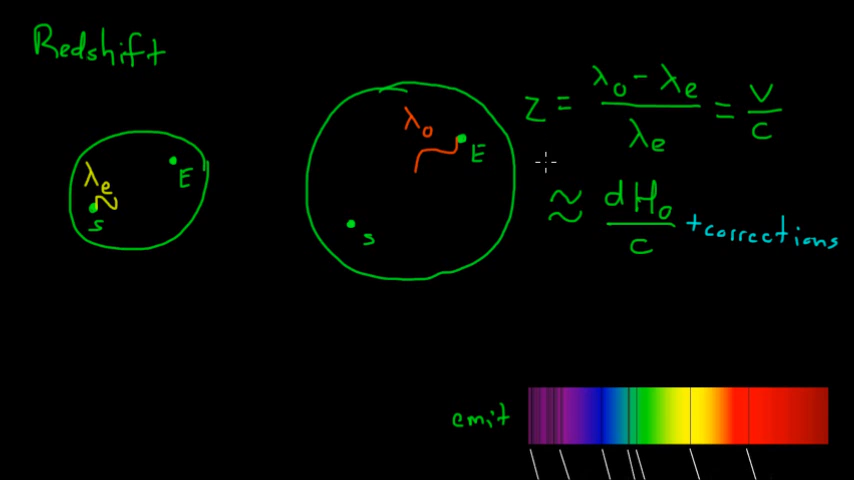 Redshift
λe
E
s
λo
E
s
z = (λo - λe) / λe = v / c
≈ dHo / c + corrections
emit